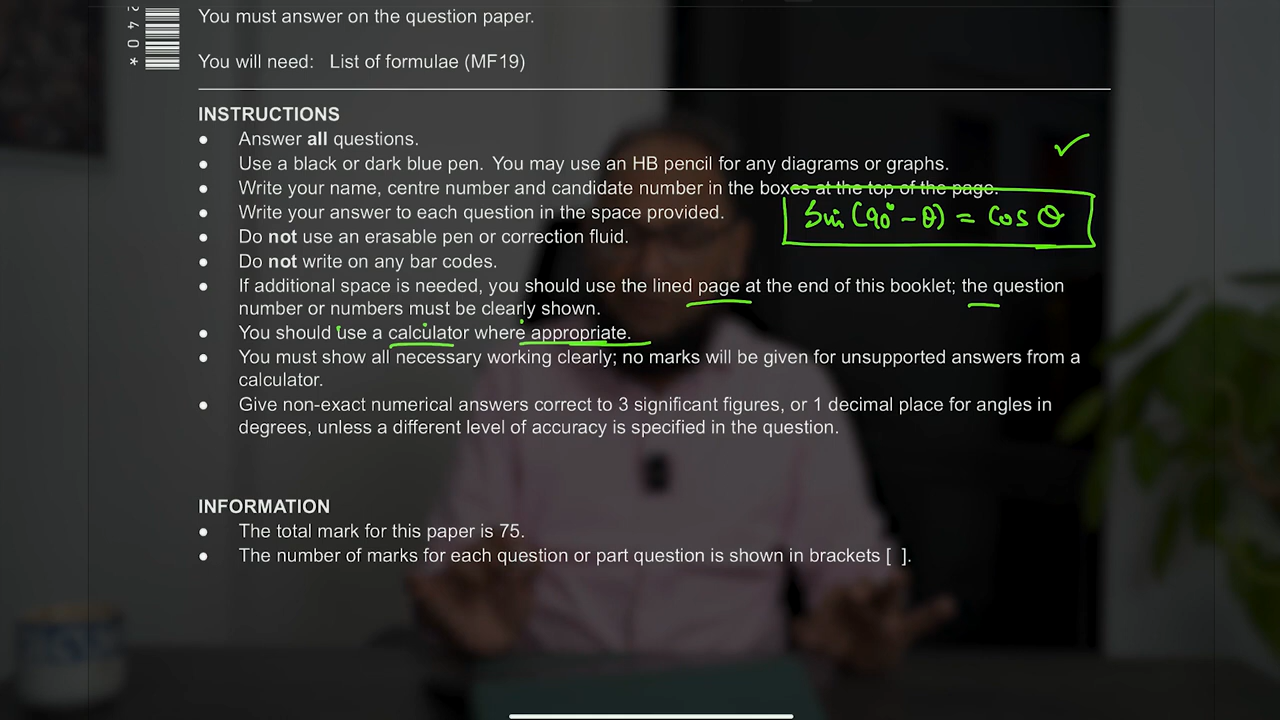 240*
You must answer on the question paper.
You will need: List of formulae (MF19)
INSTRUCTIONS
● Answer all questions.
● Use a black or dark blue pen. You may use an HB pencil for any diagrams or graphs.
● Write your name, centre number and candidate number in the boxes at the top of the page.
● Write your answer to each question in the space provided.
Sin (90° - θ) = Cos θ
● Do not use an erasable pen or correction fluid.
● Do not write on any bar codes.
● If additional space is needed, you should use the lined page at the end of this booklet; the question
number or numbers must be clearly shown.
● You should use a calculator where appropriate.
● You must show all necessary working clearly; no marks will be given for unsupported answers from a
calculator.
● Give non-exact numerical answers correct to 3 significant figures, or 1 decimal place for angles in
degrees, unless a different level of accuracy is specified in the question.
INFORMATION
● The total mark for this paper is 75.
● The number of marks for each question or part question is shown in brackets [ ].